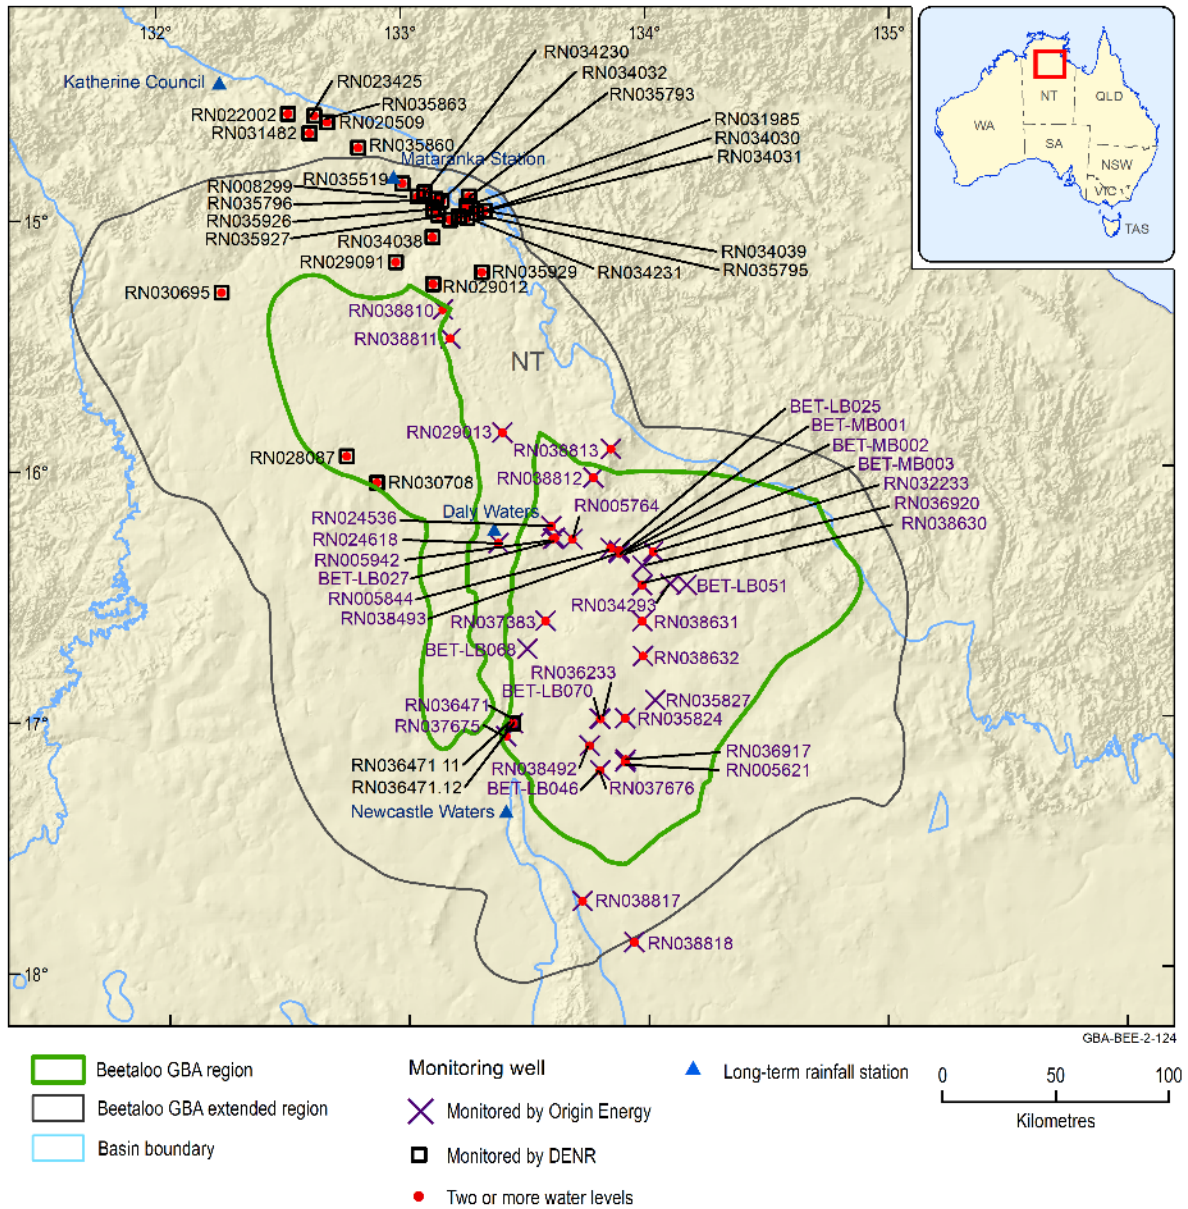 132°
133°
134°
135°
RN034230
RN034032
RN035793
Katherine Council
RN023425
RN035863
RN022002
RN020509
RN031482
RN035860
RN031985
RN034030
RN034031
Mataranka Station
RN035519
RN008299
RN035796
RN035926
RN035927
15°
RN034038
RN029091
RN035929
RN034231
RN034039
RN035795
RN029012
RN030695
RN038810
RN038811
NT
BET-LB025
BET-MB001
BET-MB002
BET-MB003
RN032233
RN036920
RN038630
RN029013
RN038813
RN028087
16°
RN038812
RN030708
RN005764
Daly Waters
RN024536
RN024618
RN005942
BET-LB027
RN005844
RN038493
BET-LB051
RN034293
RN037383
RN038631
BET-LB068
RN038632
RN036233
BET-LB070
RN035827
RN036471
RN035824
17°
RN037675
RN036471 11
RN036471.12
RN036917
RN038492
RN005621
BET-LB046
RN037676
Newcastle Waters
RN038817
RN038818
18°
WA
NT
QLD
SA
NSW
VIC
TAS
GBA-BEE-2-124
Beetaloo GBA region
Beetaloo GBA extended region
Basin boundary
Monitoring well
Monitored by Origin Energy
Monitored by DENR
Two or more water levels
Long-term rainfall station
0
50
100
Kilometres